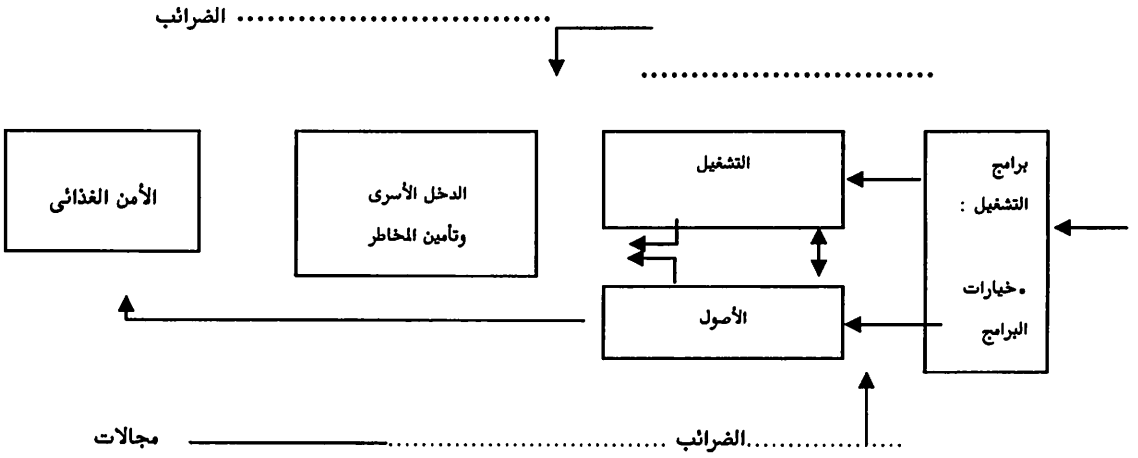 الضرائب ..............................
..............................
برامج
التشغيل :
• خيارات
البرامج
التشغيل
الأصول
الدخل الأسرى
وتأمين المخاطر
الأمن الغذائى
..................الضرائب ................................ مجالات